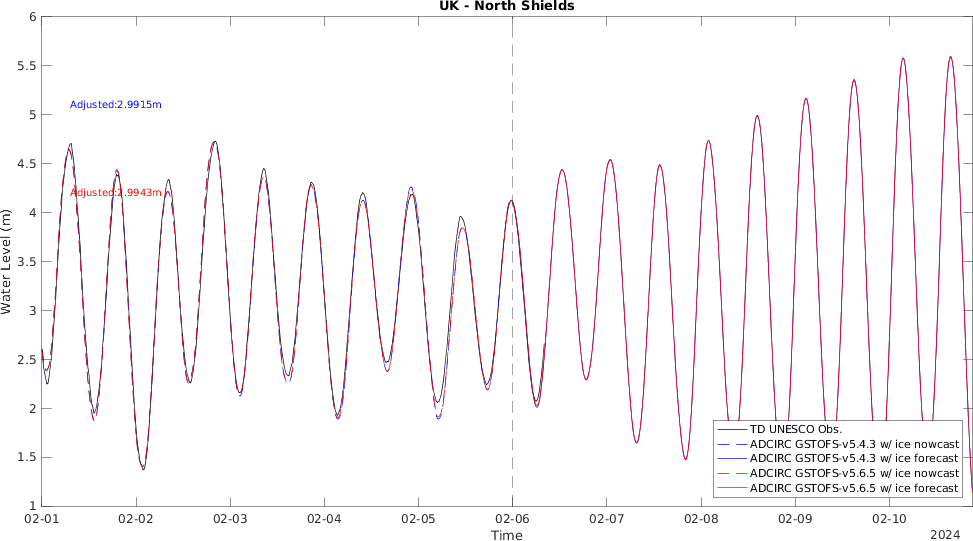 UK - North Shields
6
5.5
5
4.5
4
3.5
3
2.5
2
1.5
1
Water Level (m)
Adjusted:2.9915m
Adjusted:2.9943m
TD UNESCO Obs.
ADCIRC GSTOFS-v5.4.3 w/ ice nowcast
ADCIRC GSTOFS-v5.4.3 w/ ice forecast
ADCIRC GSTOFS-v5.6.5 w/ ice nowcast
ADCIRC GSTOFS-v5.6.5 w/ ice forecast
02-01 02-02 02-03 02-04 02-05 02-06 02-07 02-08 02-09 02-10
Time
2024